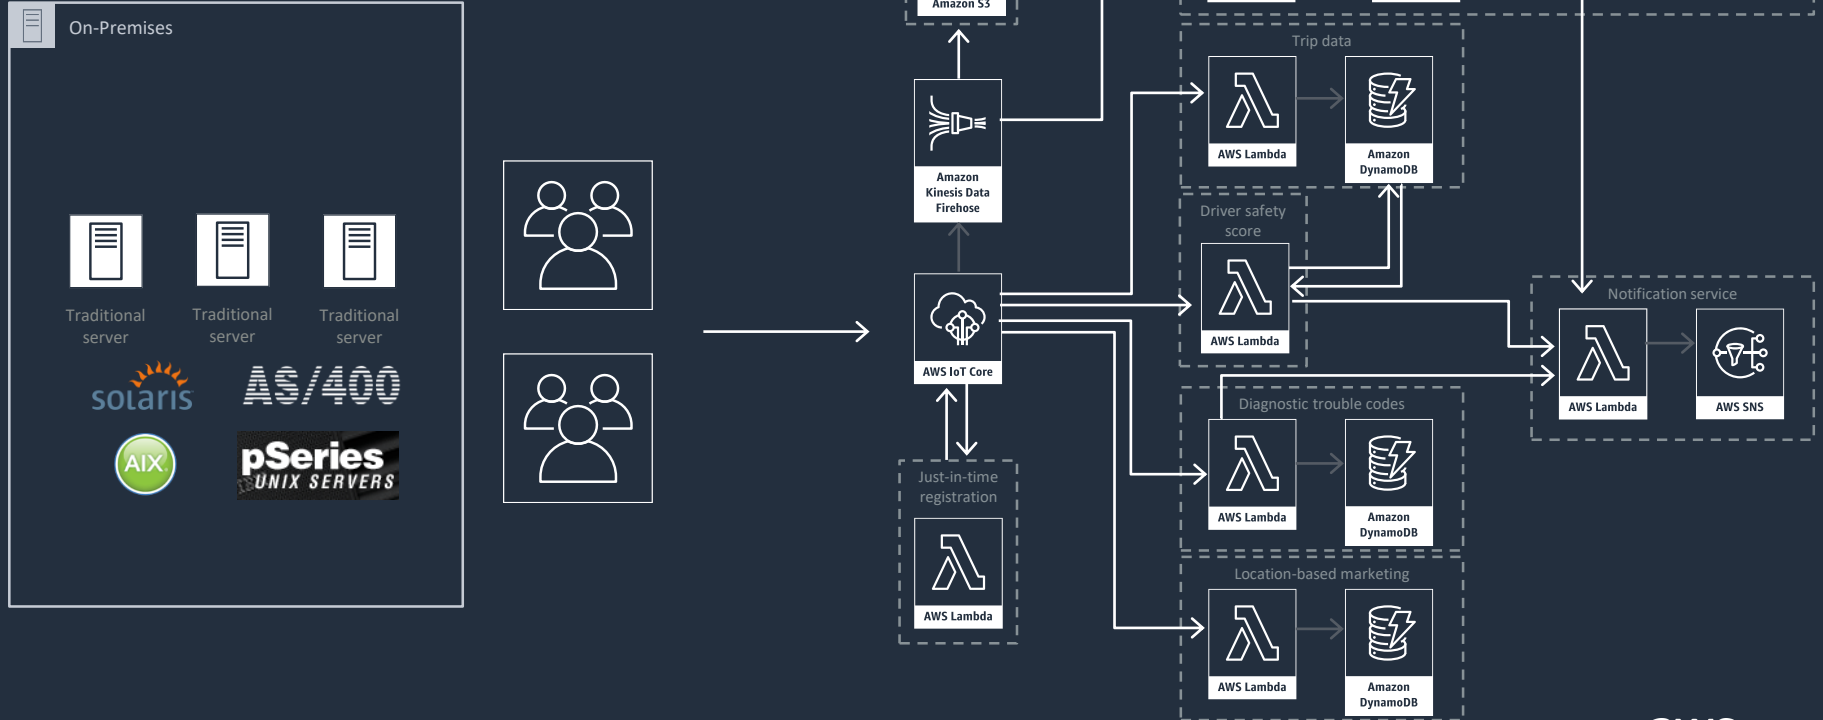 On-Premises
Traditional
server
Traditional
server
Traditional
server
solaris
AS/400
AIX
pSeries
UNIX SERVERS
Amazon S3
Amazon
Kinesis Data
Firehose
AWS IoT Core
Just-in-time
registration
AWS Lambda
Trip data
AWS Lambda
Amazon
DynamoDB
Driver safety
score
AWS Lambda
Diagnostic trouble codes
AWS Lambda
Amazon
DynamoDB
Location-based marketing
AWS Lambda
Amazon
DynamoDB
Notification service
AWS Lambda
AWS SNS